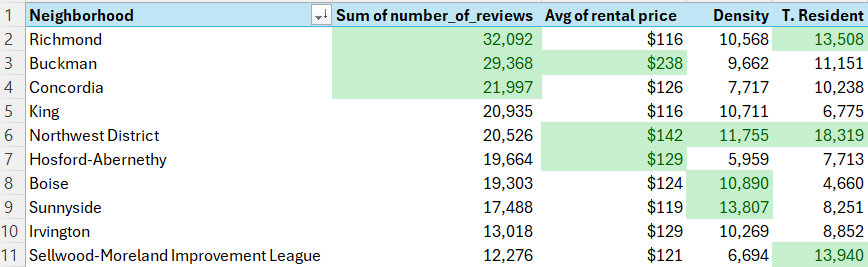 1 Neighborhood Sum of number_of_reviews Avg of rental price Density T. Resident
2 Richmond 32,092 $116 10,568 13,508
3 Buckman 29,368 $238 9,662 11,151
4 Concordia 21,997 $126 7,717 10,238
5 King 20,935 $116 10,711 6,775
6 Northwest District 20,526 $142 11,755 18,319
7 Hosford-Abernethy 19,664 $129 5,959 7,713
8 Boise 19,303 $124 10,890 4,660
9 Sunnyside 17,488 $119 13,807 8,251
10 Irvington 13,018 $129 10,269 8,852
11 Sellwood-Moreland Improvement League 12,276 $121 6,694 13,940